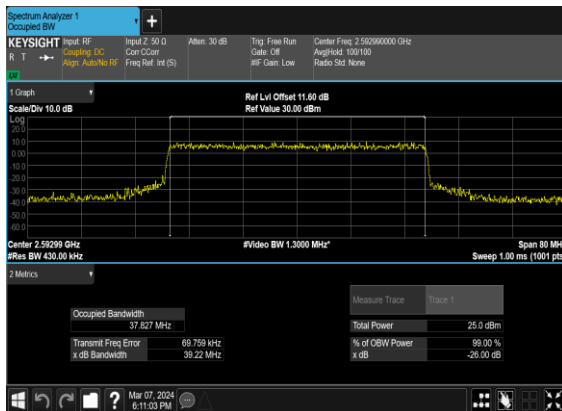 Spectrum Analyzer 1
Occupied BW
KEYSIGHT
R T
Input: RF
Coupling: DC
Align: Auto/No RF
Input Z: 50 Ω
Corr CCorr
Freq Ref: Int (S)
Atten: 30 dB
Trig: Free Run
Gate: Off
#IF Gain: Low
Center Freq: 2.592990000 GHz
Avg|Hold: 100/100
Radio Std: None
1 Graph
Scale/Div 10.0 dB
Ref Lvl Offset 11.60 dB
Ref Value 30.00 dBm
Log
20.0
10.0
0.00
-10.0
-20.0
-30.0
-40.0
-50.0
-60.0
Center 2.59299 GHz
#Res BW 430.00 kHz
#Video BW 1.3000 MHz*
Span 80 MH
Sweep 1.00 ms (1001 pts
2 Metrics
Occupied Bandwidth
37.827 MHz
Transmit Freq Error 69.759 kHz
x dB Bandwidth 39.22 MHz
Measure Trace Trace 1
Total Power 25.0 dBm
% of OBW Power 99.00 %
x dB -26.00 dB
Mar 07, 2024
6:11:03 PM